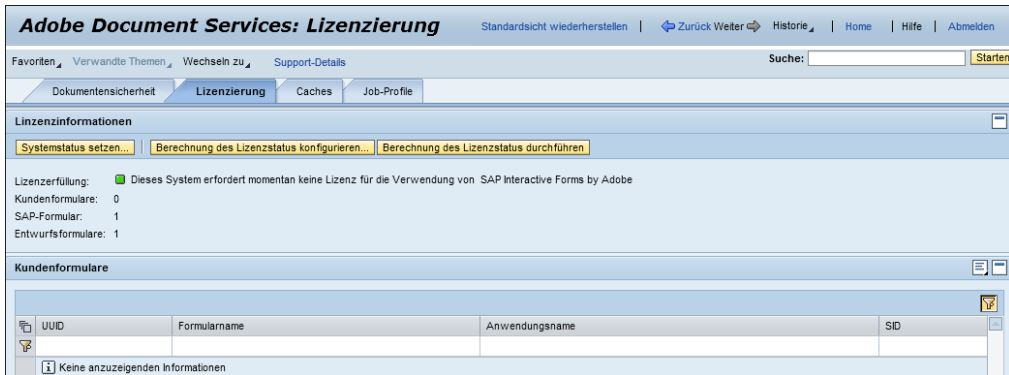 Adobe Document Services: Lizenzierung
Standardsicht wiederherstellen | Zurück Weiter Historie | Home | Hilfe | Abmelden
Favoriten Verwandte Themen Wechseln zu Support-Details Suche: Starten
Dokumentensicherheit Lizenzierung Caches Job-Profile
Linzenzinformationen
Systemstatus setzen... Berechnung des Lizenzstatus konfigurieren... Berechnung des Lizenzstatus durchführen
Lizenzerfüllung: Dieses System erfordert momentan keine Lizenz für die Verwendung von SAP Interactive Forms by Adobe
Kundenformulare: 0
SAP-Formular: 1
Entwurfsformulare: 1
Kundenformulare
UUID Formularname Anwendungsname SID
Keine anzuzeigenden Informationen